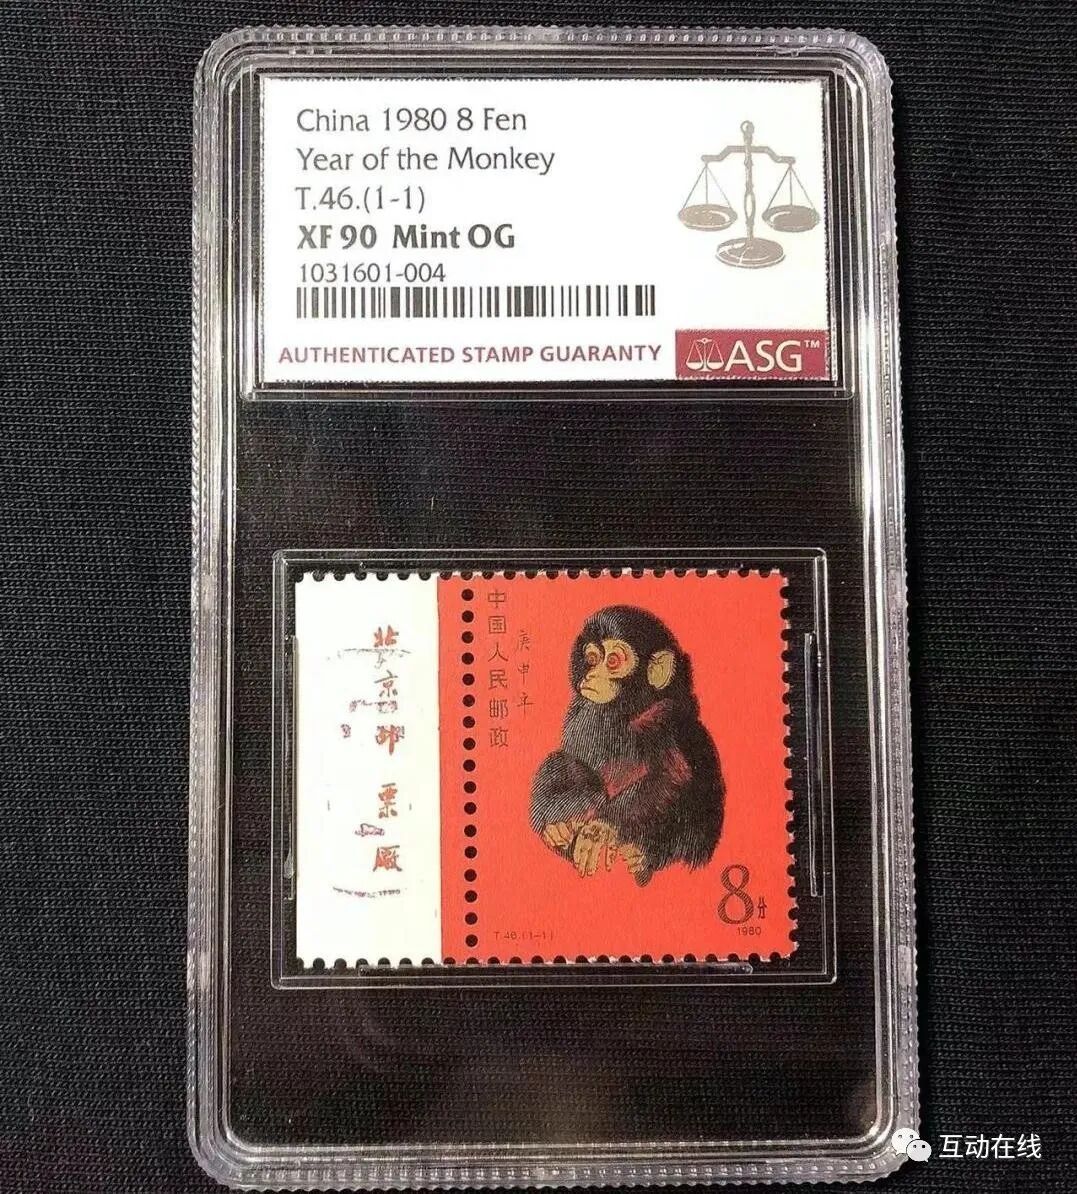 China 1980 8 Fen
Year of the Monkey
T.46.(1-1)
XF 90 Mint OG
1031601-004
AUTHENTICATED STAMP GUARANTY
ASG™
北京邮票厂
中国人民邮政
庚申年
8分
1980
T.46.(1-1)
互动在线